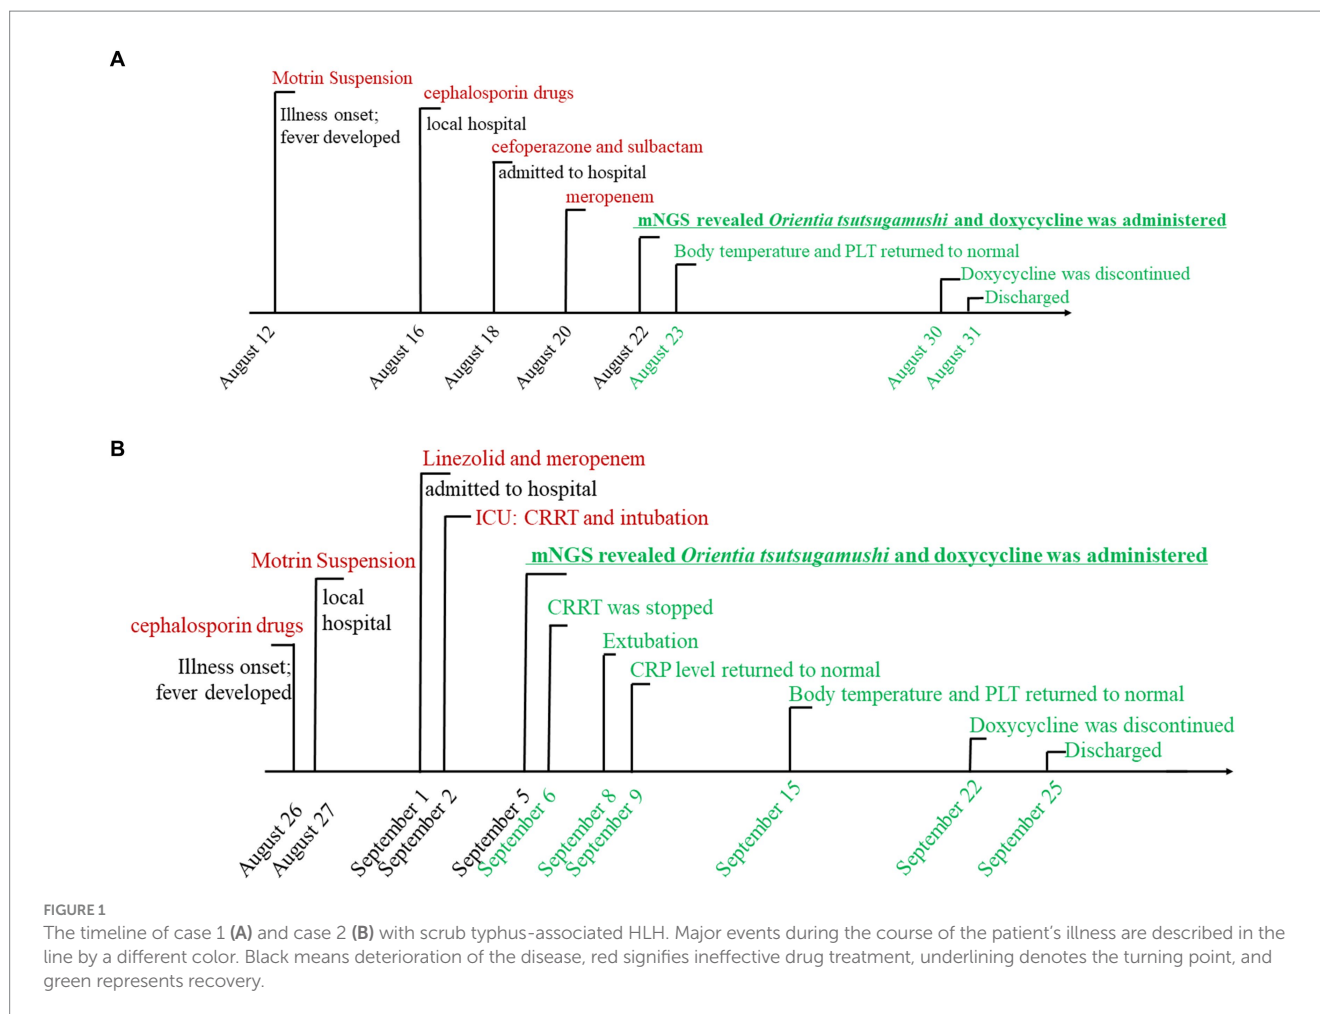 A
Motrin Suspension
Illness onset;
fever developed
cephalosporin drugs
local hospital
cefoperazone and sulbactam
admitted to hospital
meropenem
mNGS revealed Orientia tsutsugamushi and doxycycline was administered
Body temperature and PLT returned to normal
Doxycycline was discontinued
Discharged
August 12
August 16
August 18
August 20
August 22
August 23
August 30
August 31
B
Linezolid and meropenem
admitted to hospital
ICU: CRRT and intubation
Motrin Suspension
local
hospital
mNGS revealed Orientia tsutsugamushi and doxycycline was administered
cephalosporin drugs
Illness onset;
fever developed
CRRT was stopped
Extubation
CRP level returned to normal
Body temperature and PLT returned to normal
Doxycycline was discontinued
Discharged
August 26
August 27
September 1
September 2
September 5
September 6
September 8
September 9
September 15
September 22
September 25
FIGURE 1
The timeline of case 1 (A) and case 2 (B) with scrub typhus-associated HLH. Major events during the course of the patient's illness are described in the
line by a different color. Black means deterioration of the disease, red signifies ineffective drug treatment, underlining denotes the turning point, and
green represents recovery.